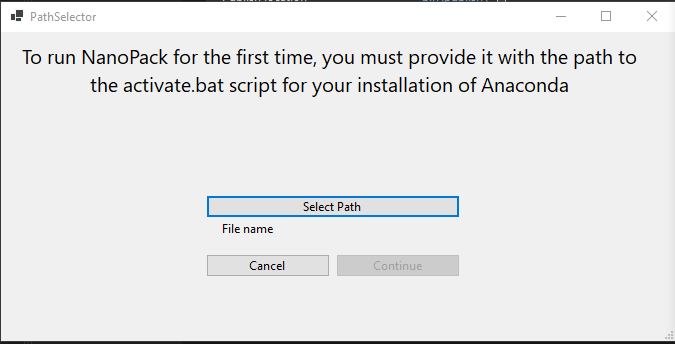 PathSelector
To run NanoPack for the first time, you must provide it with the path to
the activate.bat script for your installation of Anaconda
Select Path
File name
Cancel Continue